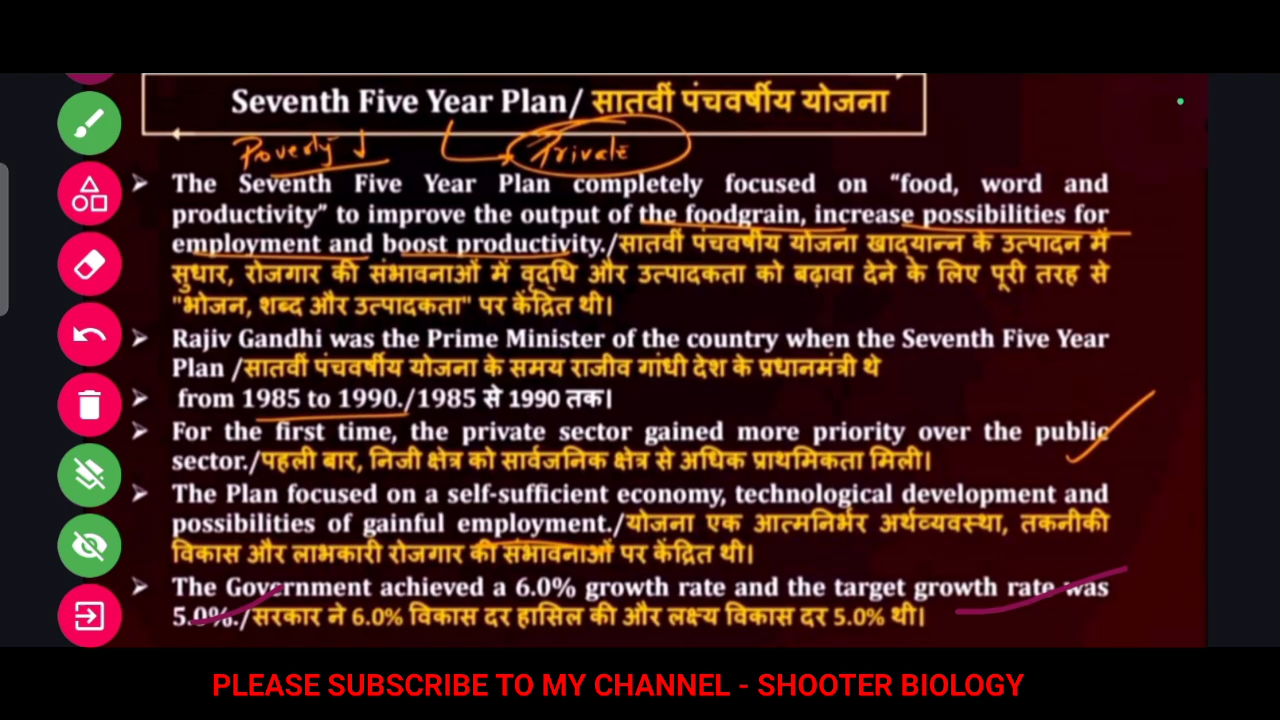 Seventh Five Year Plan/ सातवीं पंचवर्षीय योजना
Poverty ↓ Private
➤ The Seventh Five Year Plan completely focused on “food, word and
productivity” to improve the output of the foodgrain, increase possibilities for
employment and boost productivity./सातवीं पंचवर्षीय योजना खाद्यान्न के उत्पादन में
सुधार, रोजगार की संभावनाओं में वृद्धि और उत्पादकता को बढ़ावा देने के लिए पूरी तरह से
"भोजन, शब्द और उत्पादकता" पर केंद्रित थी।
➤ Rajiv Gandhi was the Prime Minister of the country when the Seventh Five Year
Plan /सातवीं पंचवर्षीय योजना के समय राजीव गांधी देश के प्रधानमंत्री थे
➤ from 1985 to 1990./1985 से 1990 तक।
➤ For the first time, the private sector gained more priority over the public
sector./पहली बार, निजी क्षेत्र को सार्वजनिक क्षेत्र से अधिक प्राथमिकता मिली।
➤ The Plan focused on a self-sufficient economy, technological development and
possibilities of gainful employment./योजना एक आत्मनिर्भर अर्थव्यवस्था, तकनीकी
विकास और लाभकारी रोजगार की संभावनाओं पर केंद्रित थी।
➤ The Government achieved a 6.0% growth rate and the target growth rate was
5.0%./सरकार ने 6.0% विकास दर हासिल की और लक्ष्य विकास दर 5.0% थी।
PLEASE SUBSCRIBE TO MY CHANNEL - SHOOTER BIOLOGY